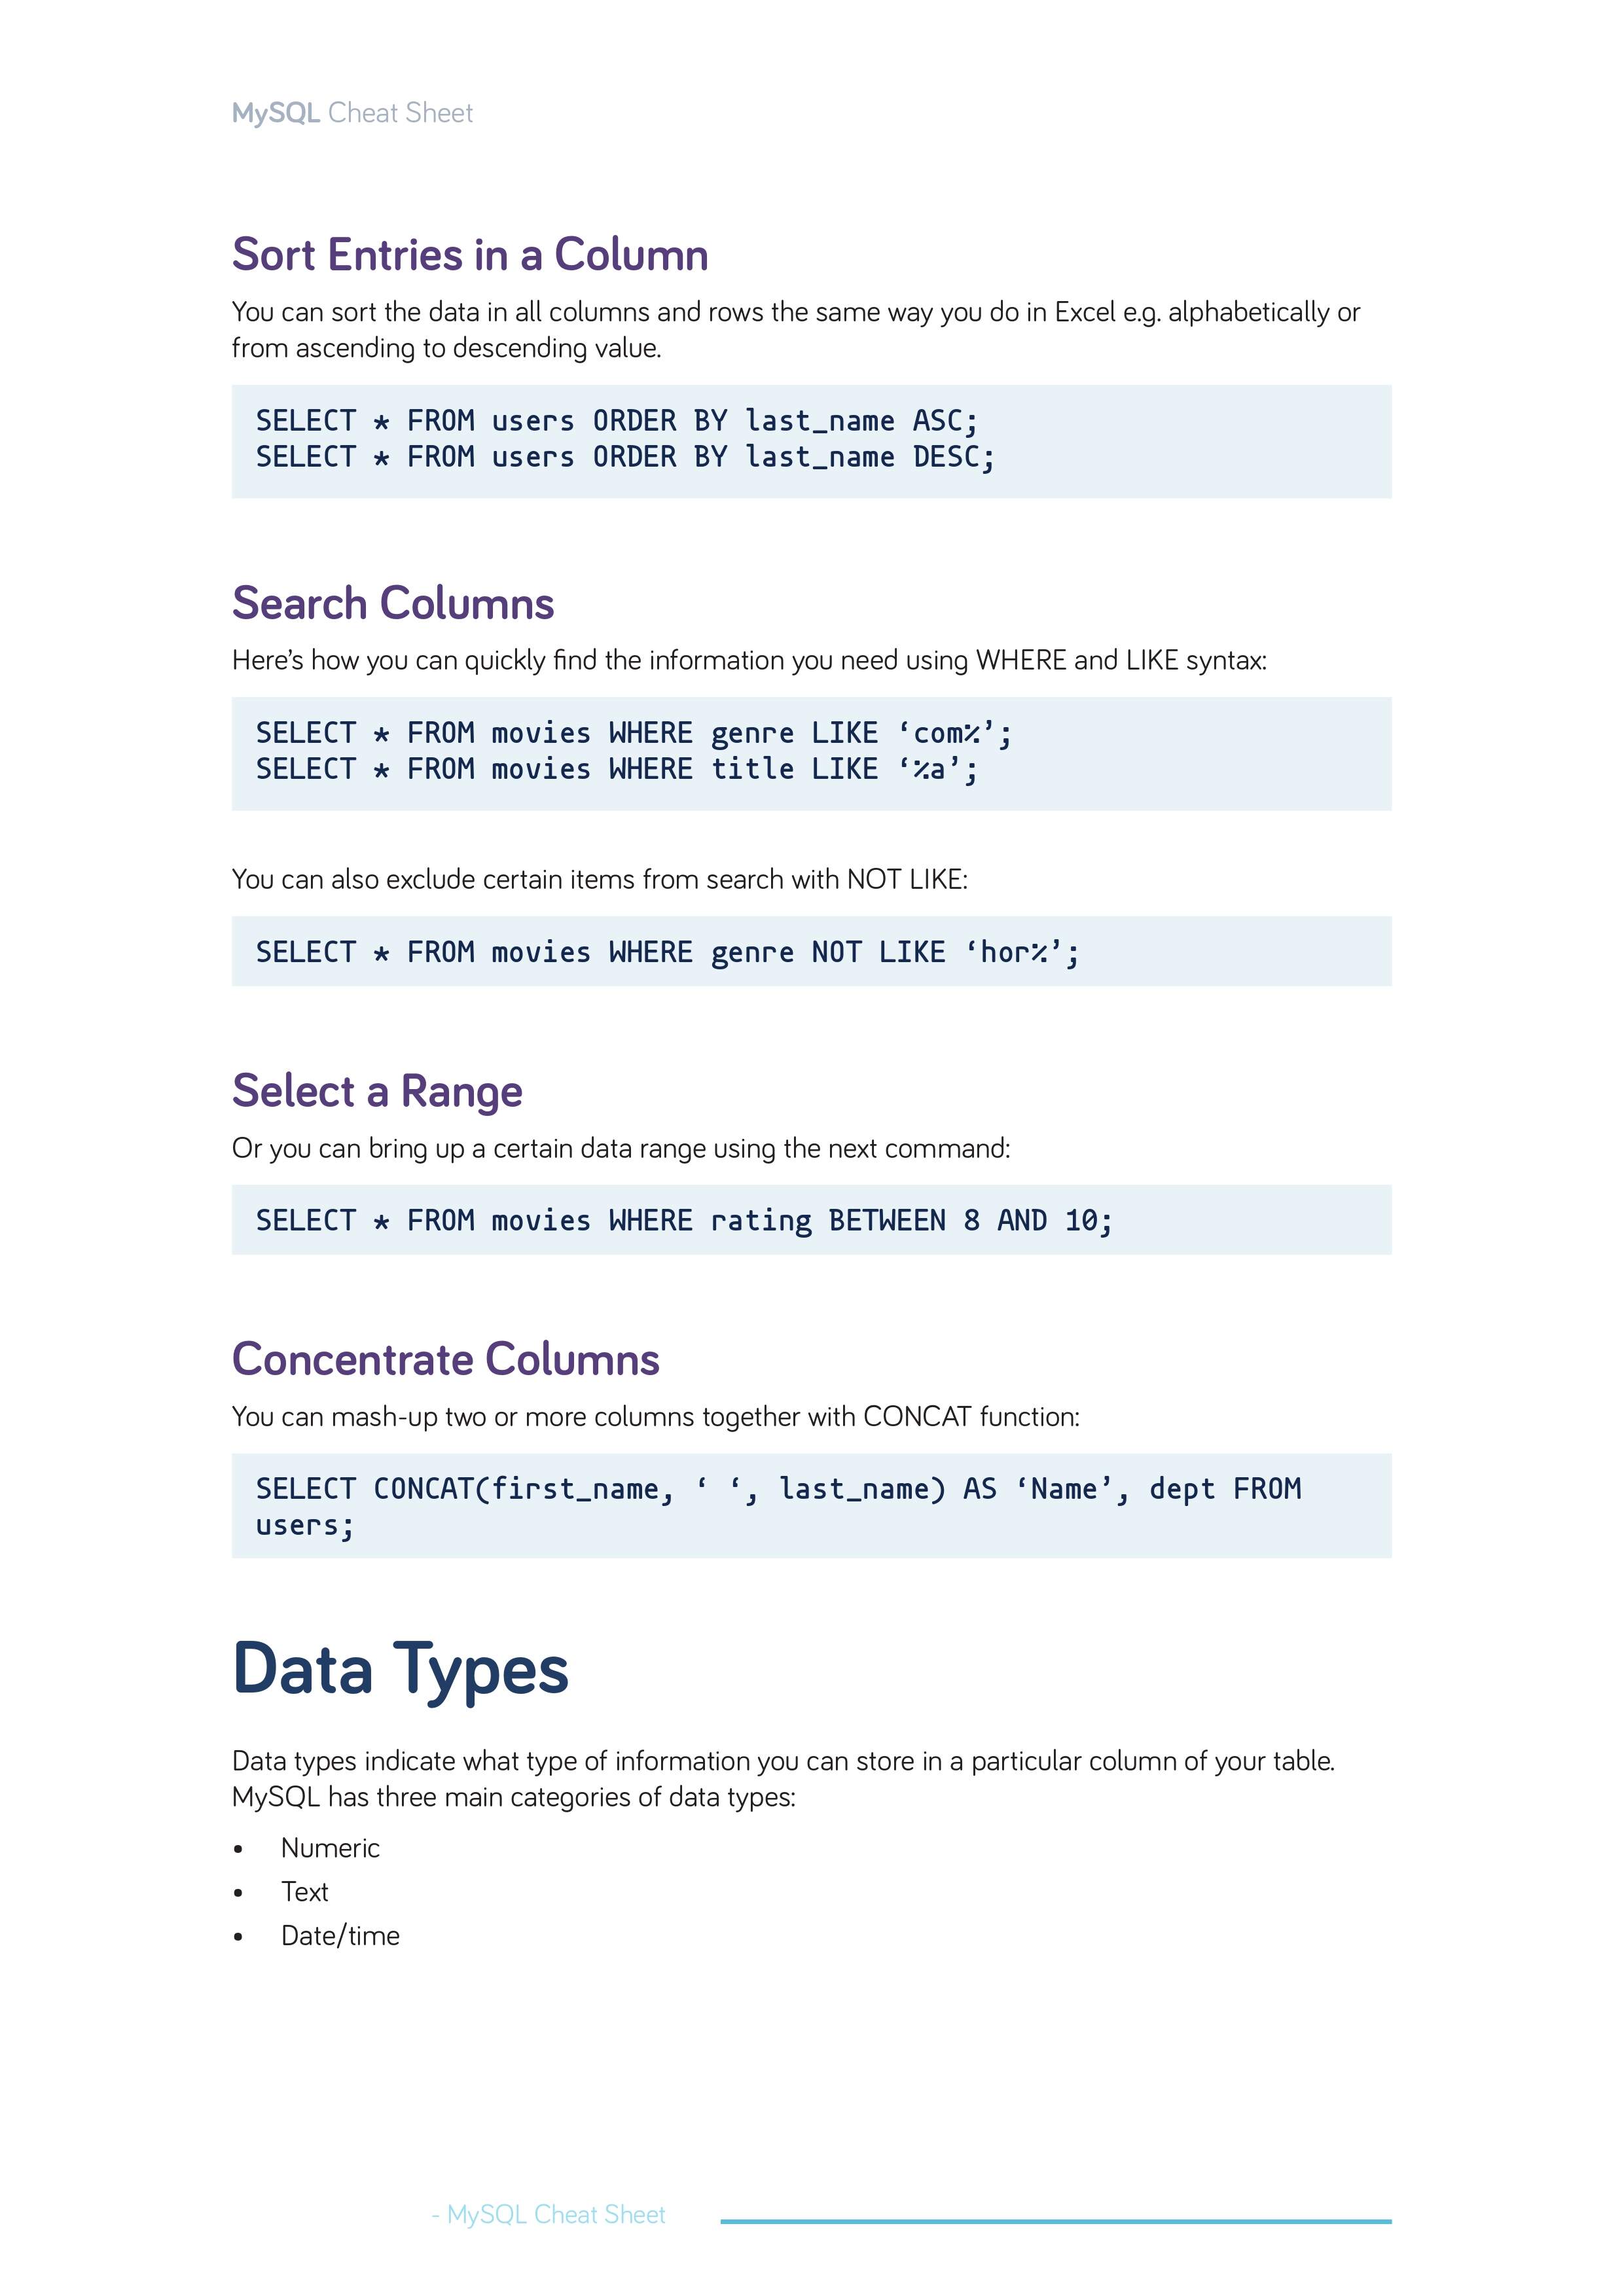 MySQL Cheat Sheet
Sort Entries in a Column
You can sort the data in all columns and rows the same way you do in Excel e.g. alphabetically or
from ascending to descending value.
SELECT * FROM users ORDER BY last_name ASC;
SELECT * FROM users ORDER BY last_name DESC;
Search Columns
Here’s how you can quickly find the information you need using WHERE and LIKE syntax:
SELECT * FROM movies WHERE genre LIKE ‘com%’;
SELECT * FROM movies WHERE title LIKE ‘%a’;
You can also exclude certain items from search with NOT LIKE:
SELECT * FROM movies WHERE genre NOT LIKE ‘hor%’;
Select a Range
Or you can bring up a certain data range using the next command:
SELECT * FROM movies WHERE rating BETWEEN 8 AND 10;
Concentrate Columns
You can mash-up two or more columns together with CONCAT function:
SELECT CONCAT(first_name, ‘ ‘, last_name) AS ‘Name’, dept FROM
users;
Data Types
Data types indicate what type of information you can store in a particular column of your table.
MySQL has three main categories of data types:
• Numeric
• Text
• Date/time
- MySQL Cheat Sheet